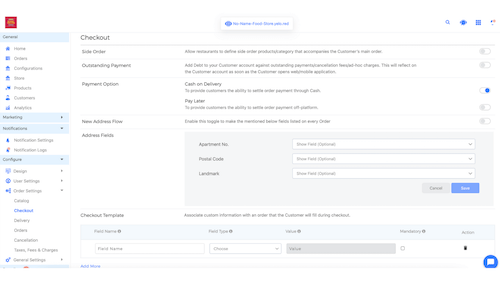 No-Name-Food-Store.yelo.red
General
Home
Orders
Configurations
Store
Products
Customers
Analytics
Marketing
Notifications
Notification Settings
Notification Logs
Configure
Design
User Settings
Order Settings
Catalog
Checkout
Delivery
Orders
Cancellation
Taxes, Fees & Charges
General Settings
Checkout
Side Order
Allow restaurants to define side order products/category that accompanies the Customer's main order.
Outstanding Payment
Add Debt to your Customer account against outstanding payments/cancellation fees/ad-hoc charges. This will reflect on
the Customer account as soon as the Customer opens web/mobile application.
Payment Option
Cash on Delivery
To provide customers the ability to settle order payment through Cash.
Pay Later
To provide customers the ability to settle order payment off-platform.
New Address Flow
Enable this toggle to make the mentioned below fields listed on every Order
Address Fields
Apartment No.
Show Field (Optional)
Postal Code
Show Field (Optional)
Landmark
Show Field (Optional)
Cancel
Save
Checkout Template
Associate custom information with an order that the Customer will fill during checkout.
Field Name
Field Type
Value
Mandatory
Action
Field Name
Choose
Value
Add More